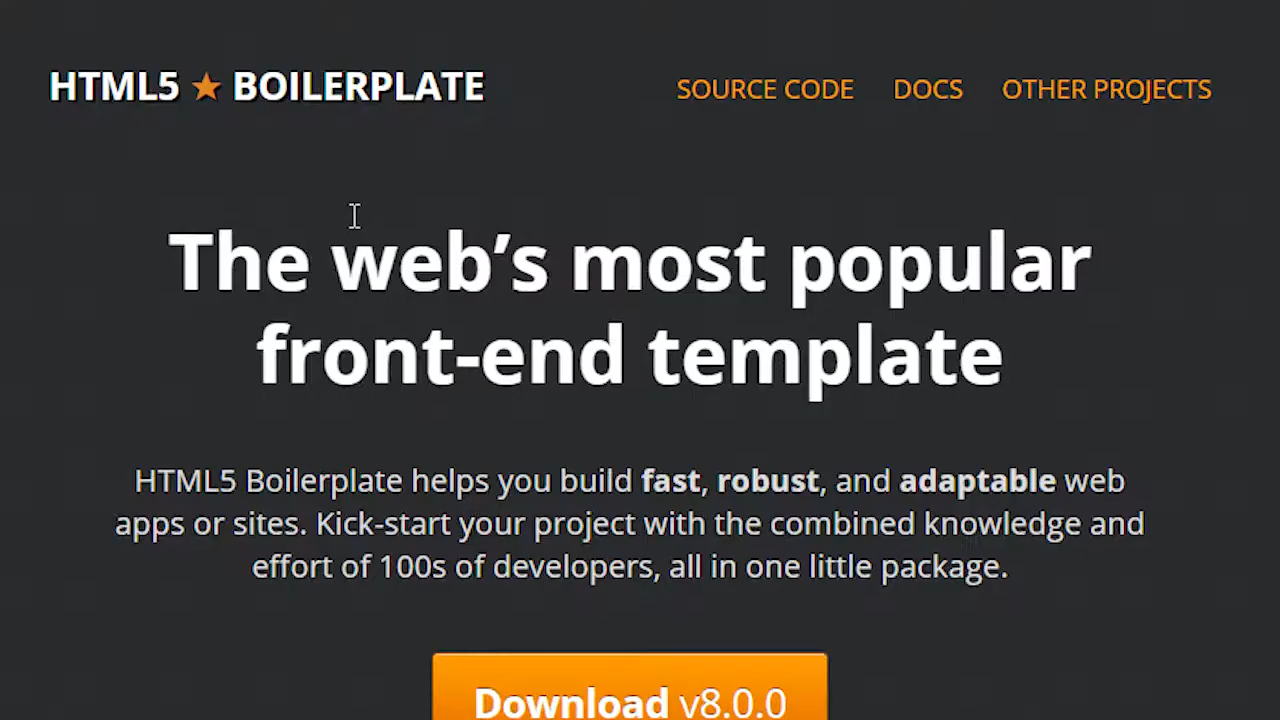 HTML5 ★ BOILERPLATE
SOURCE CODE DOCS OTHER PROJECTS
The web’s most popular
front-end template
HTML5 Boilerplate helps you build fast, robust, and adaptable web
apps or sites. Kick-start your project with the combined knowledge and
effort of 100s of developers, all in one little package.
Download v8.0.0